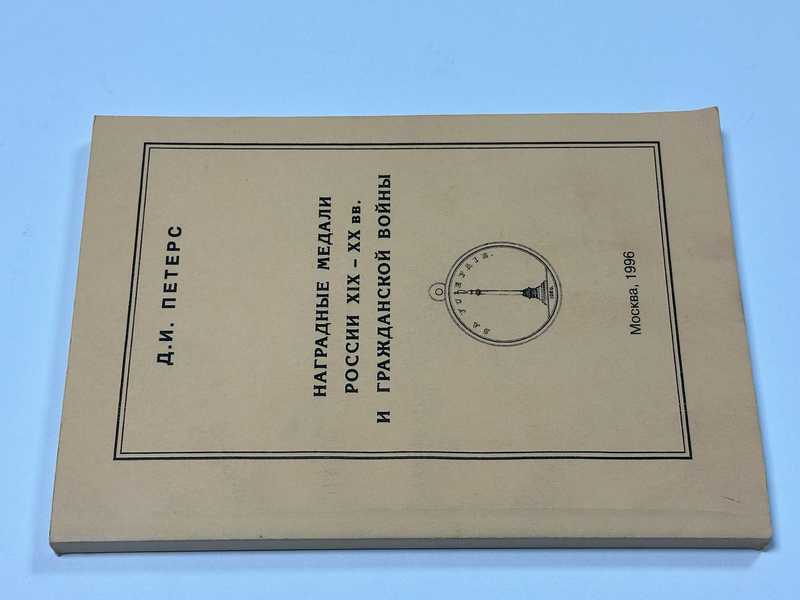 Д.И. ПЕТЕРС
НАГРАДНЫЕ МЕДАЛИ
РОССИИ XIX – XX вв.
И ГРАЖДАНСКОЙ ВОЙНЫ
Москва, 1996